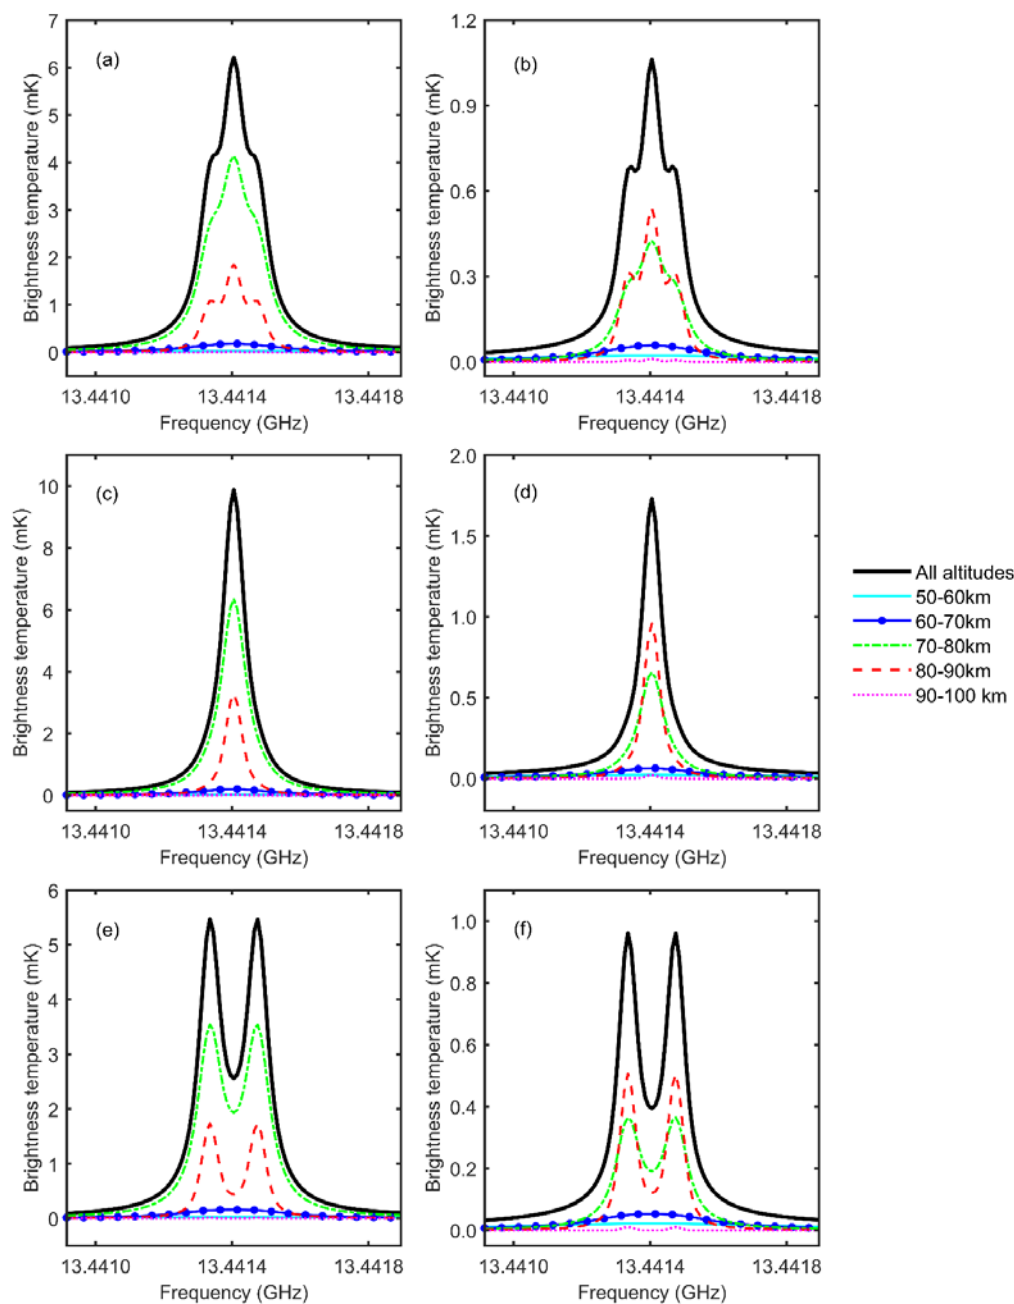 (a)
Brightness temperature (mK)
7
6
5
4
3
2
1
0
13.4410
13.4414
13.4418
Frequency (GHz)
(b)
Brightness temperature (mK)
1.2
0.9
0.6
0.3
0.0
13.4410
13.4414
13.4418
Frequency (GHz)
(c)
Brightness temperature (mK)
10
8
6
4
2
0
13.4410
13.4414
13.4418
Frequency (GHz)
(d)
Brightness temperature (mK)
2.0
1.5
1.0
0.5
0.0
13.4410
13.4414
13.4418
Frequency (GHz)
All altitudes
50-60km
60-70km
70-80km
80-90km
90-100 km
(e)
Brightness temperature (mK)
6
5
4
3
2
1
0
13.4410
13.4414
13.4418
Frequency (GHz)
(f)
Brightness temperature (mK)
1.0
0.8
0.6
0.4
0.2
0.0
13.4410
13.4414
13.4418
Frequency (GHz)